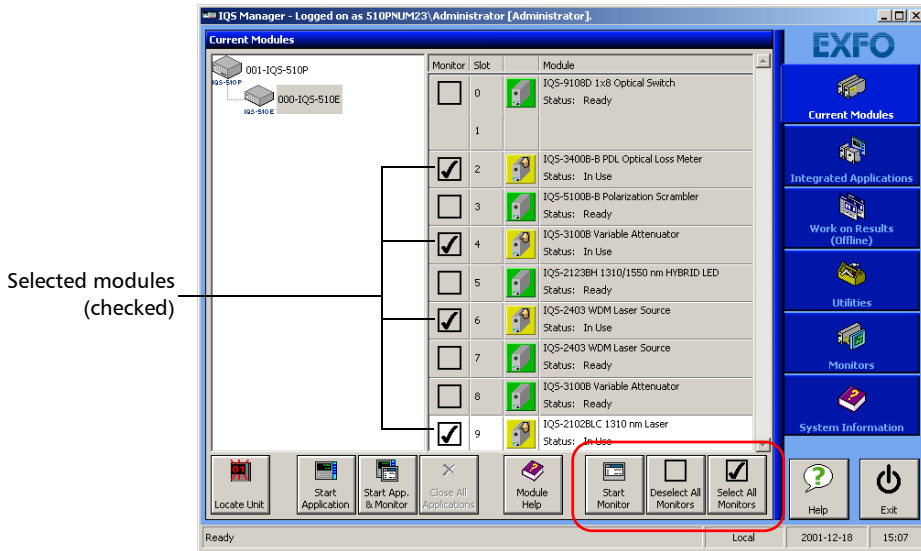 IQS Manager - Logged on as 510PNUM23\Administrator [Administrator].
Current Modules
EXFO
001-IQS-510P
IQS-510P
000-IQS-510E
IQS-510E
Monitor Slot Module
0 IQS-9108D 1x8 Optical Switch
Status: Ready
1
2 IQS-3400B-B PDL Optical Loss Meter
Status: In Use
3 IQS-5100B-B Polarization Scrambler
Status: Ready
4 IQS-3100B Variable Attenuator
Status: In Use
5 IQS-2123BH 1310/1550 nm HYBRID LED
Status: Ready
6 IQS-2403 WDM Laser Source
Status: In Use
7 IQS-2403 WDM Laser Source
Status: Ready
8 IQS-3100B Variable Attenuator
Status: Ready
9 IQS-2102BLC 1310 nm Laser
Status: In Use
Selected modules
(checked)
Current Modules
Integrated Applications
Work on Results
(Offline)
Utilities
Monitors
System Information
Locate Unit
Start
Application
Start App.
& Monitor
Close All
Applications
Module
Help
Start
Monitor
Deselect All
Monitors
Select All
Monitors
Help
Exit
Ready
Local
2001-12-18
15:07